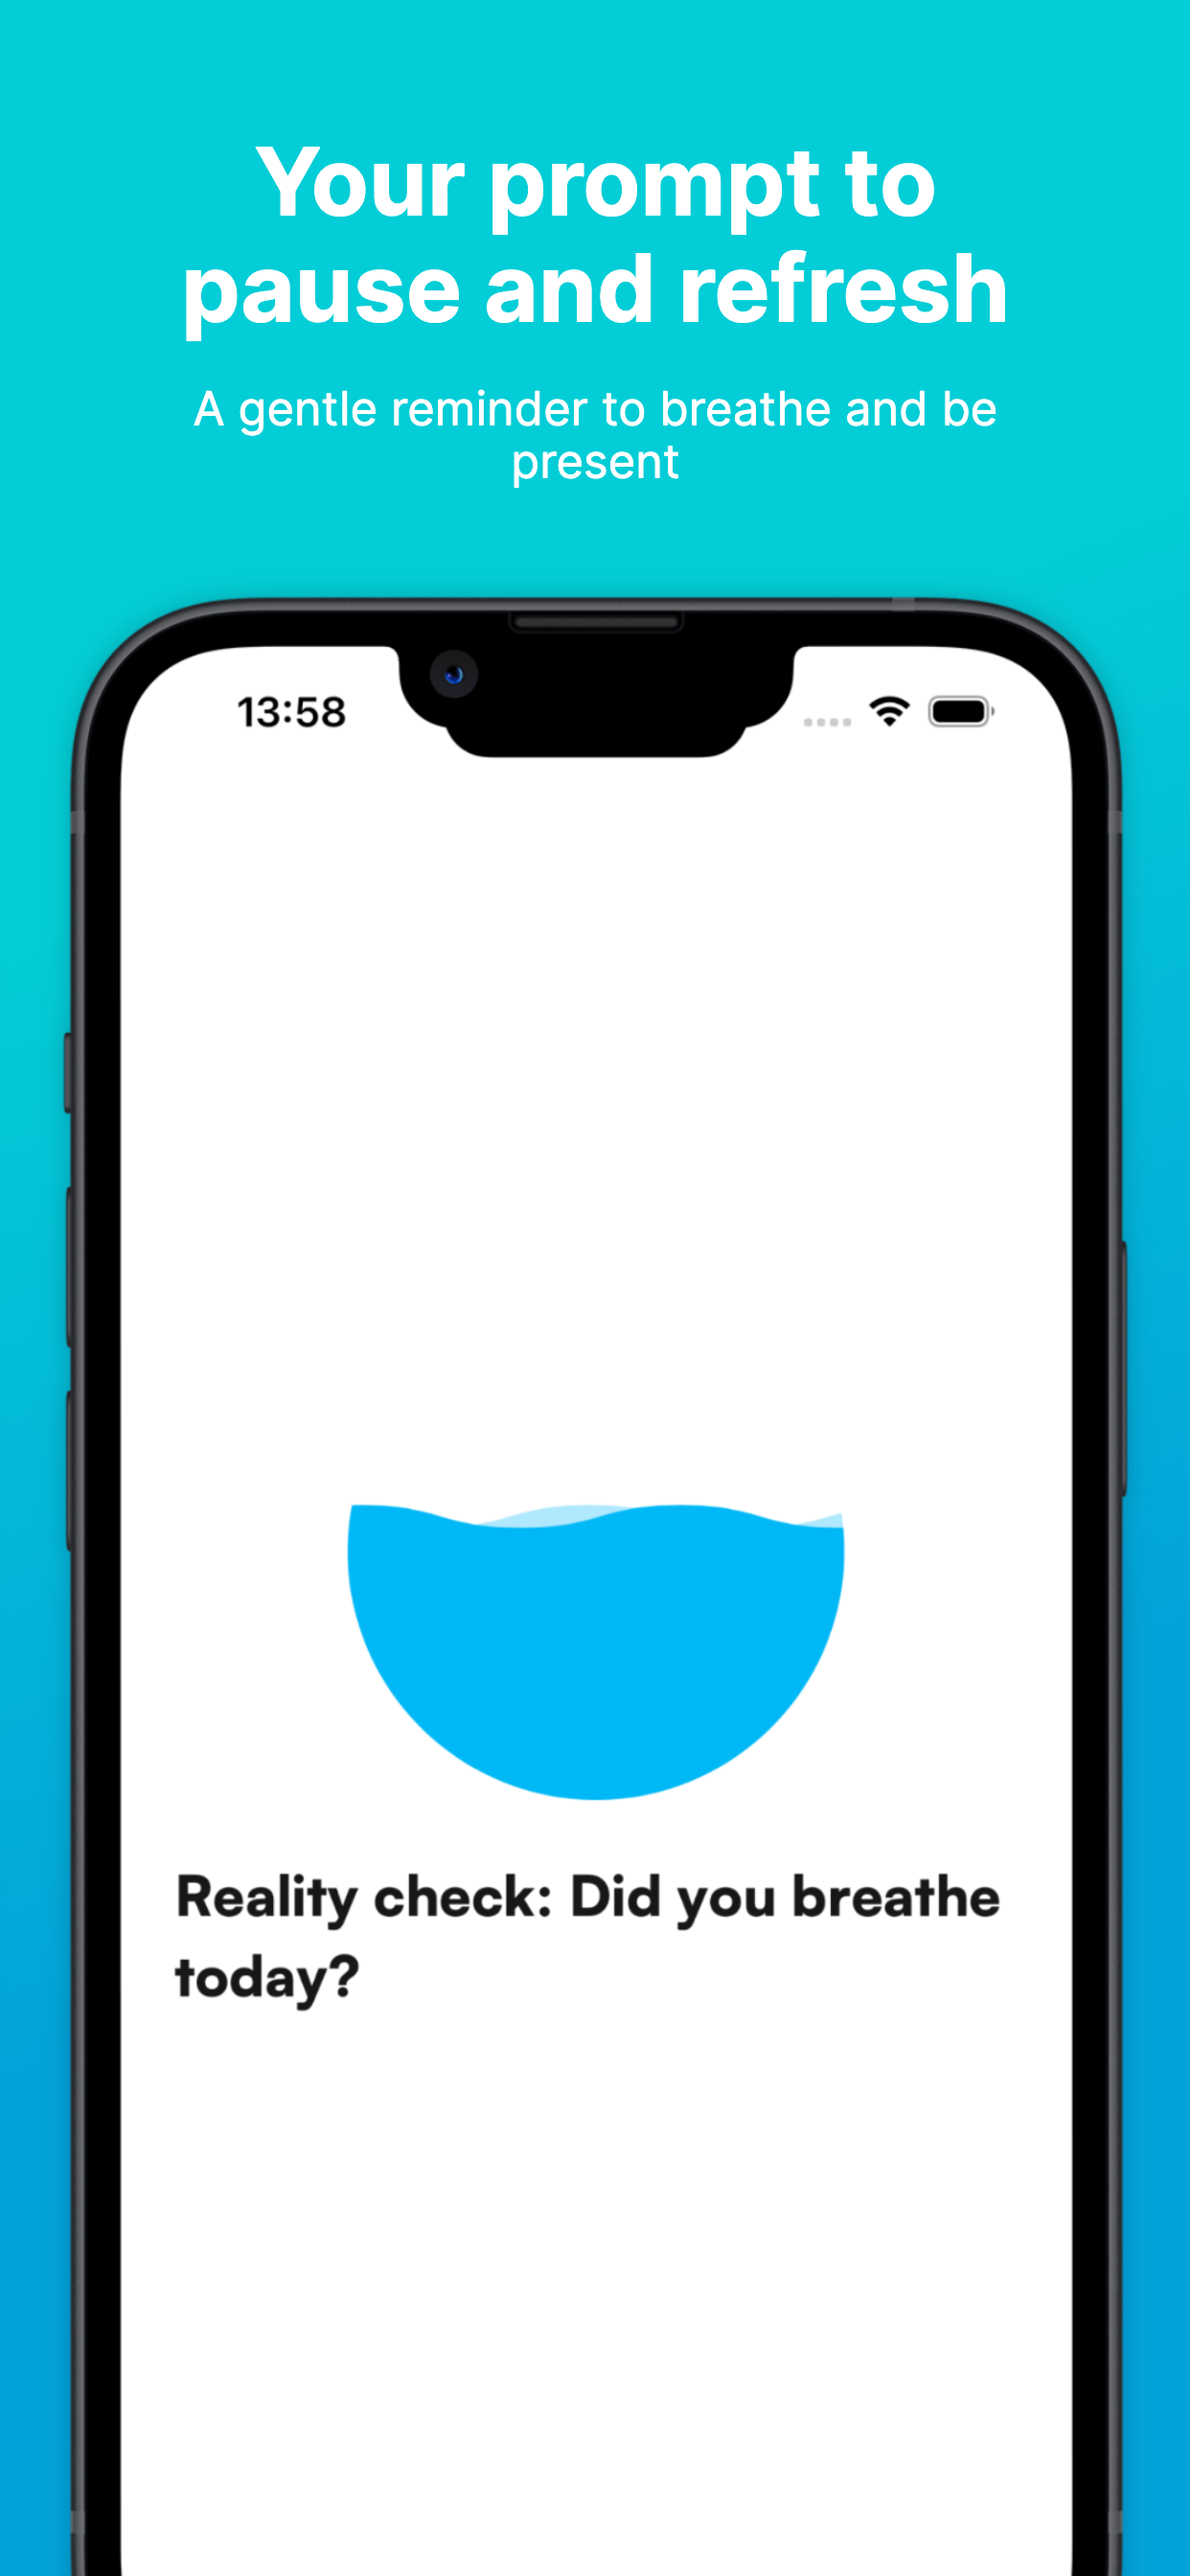 Your prompt to
pause and refresh
A gentle reminder to breathe and be
present
13:58
Reality check: Did you breathe
today?